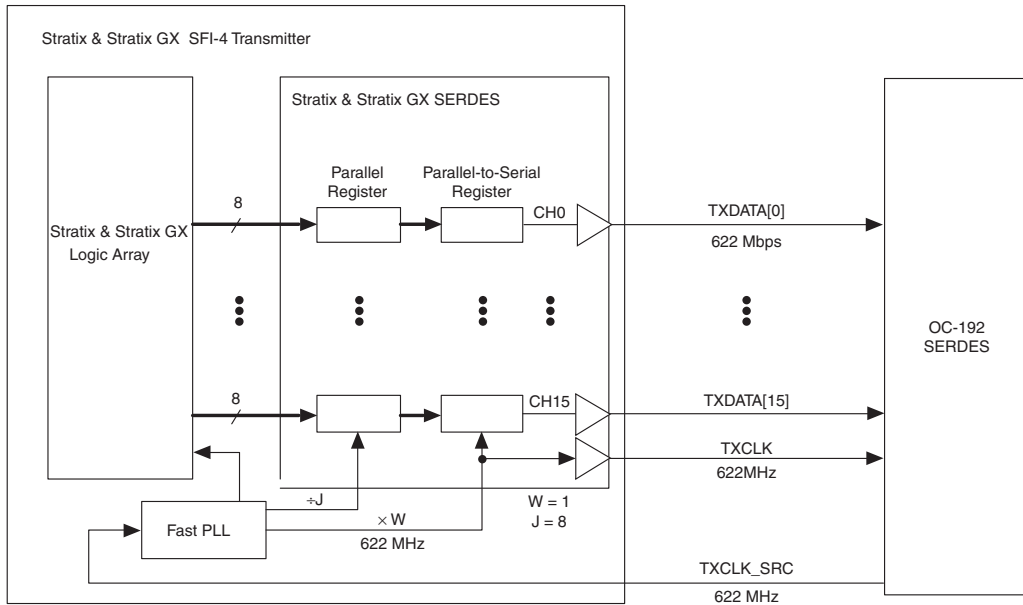 Stratix & Stratix GX SFI-4 Transmitter
Stratix & Stratix GX SERDES
Parallel
Register
Parallel-to-Serial
Register
8
CH0
TXDATA[0]
622 Mbps
Stratix & Stratix GX
Logic Array
OC-192
SERDES
8
CH15
TXDATA[15]
TXCLK
622MHz
÷J
W = 1
J = 8
Fast PLL
× W
622 MHz
TXCLK_SRC
622 MHz